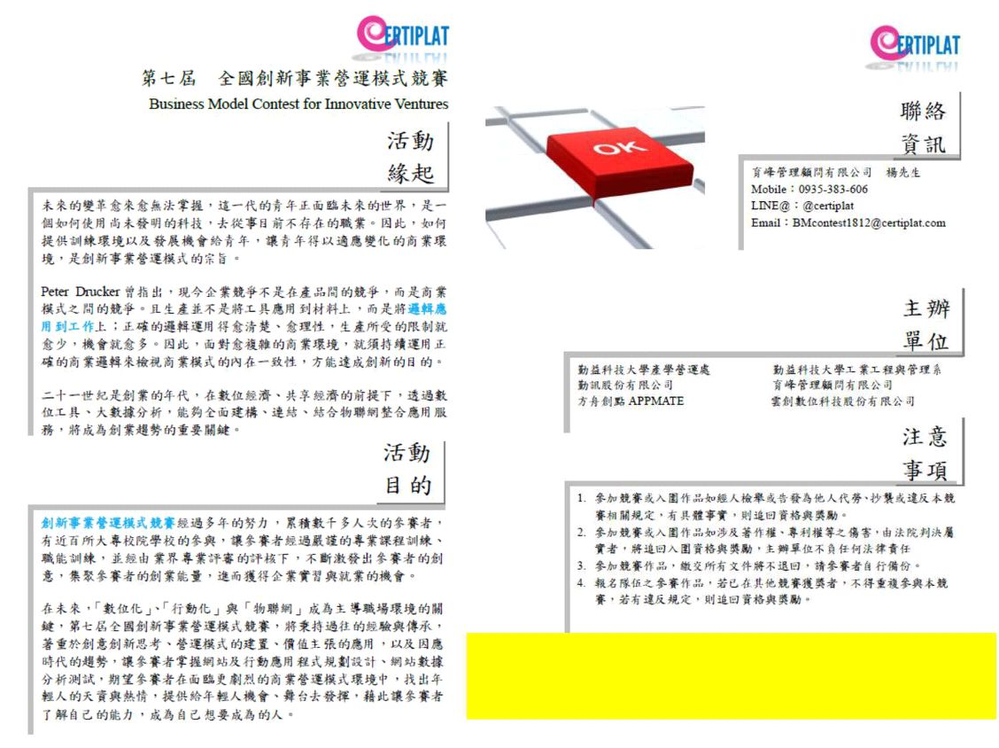 CERTIPLAT
第七屆　全國創新事業營運模式競賽
Business Model Contest for Innovative Ventures
活動
緣起
未來的變革愈來愈無法掌握，這一代的青年正面臨未來的世界，是一
個如何使用尚未發明的科技，去從事目前不存在的職業。因此，如何
提供訓練環境以及發展機會給青年，讓青年得以適應變化的商業環
境，是創新事業營運模式的宗旨。
Peter Drucker 曾指出，現今企業競爭不是在產品間的競爭，而是商業
模式之間的競爭。且生產並不是將工具應用到材料上，而是將邏輯應
用到工作上；正確的邏輯運用得愈清楚、愈理性，生產所受的限制就
愈少，機會就愈多。因此，面對愈複雜的商業環境，就須持續運用正
確的商業邏輯來檢視商業模式的內在一致性，方能達成創新的目的。
二十一世紀是創業的年代，在數位經濟、共享經濟的前提下，透過數
位工具、大數據分析，能夠全面建構、連結、結合物聯網整合應用服
務，將成為創業趨勢的重要關鍵。
活動
目的
創新事業營運模式競賽經過多年的努力，累積數千多人次的參賽者，
有近百所大專校院學校的參與，讓參賽者經過嚴謹的專業課程訓練、
職能訓練，並經由業界專業評審的評核下，不斷激發出參賽者的創
意，集聚參賽者的創業能量，進而獲得企業實習與就業的機會。
在未來，「數位化」、「行動化」與「物聯網」成為主導職場環境的關
鍵，第七屆全國創新事業營運模式競賽，將秉持過往的經驗與傳承，
著重於創意創新思考、營運模式的建置、價值主張的應用，以及因應
時代的趨勢，讓參賽者掌握網站及行動應用程式規劃設計、網站數據
分析測試，期望參賽者在面臨更劇烈的商業營運模式環境中，找出年
輕人的天資與熱情，提供給年輕人機會、舞台去發揮，藉此讓參賽者
了解自己的能力，成為自己想要成為的人。
CERTIPLAT
OK
聯絡
資訊
育峰管理顧問有限公司　楊先生
Mobile：0935-383-606
LINE@：@certiplat
Email：BMcontest1812@certiplat.com
主辦
單位
勤益科技大學產學營運處　勤益科技大學工業工程與管理系
勤訊股份有限公司　育峰管理顧問有限公司
方舟創點 APPMATE　雲創數位科技股份有限公司
注意
事項
1. 參加競賽或入圍作品如經人檢舉或告發為他人代勞、抄襲或違反本競
賽相關規定，有具體事實，則追回資格與獎勵。
2. 參加競賽或入圍作品如涉及著作權、專利權等之傷害，由法院判決屬
實者，將追回入圍資格與獎勵，主辦單位不負任何法律責任
3. 參加競賽作品，繳交所有文件將不退回，請參賽者自行備份。
4. 報名隊伍之參賽作品，若已在其他競賽獲獎者，不得重複參與本競
賽，若有違反規定，則追回資格與獎勵。